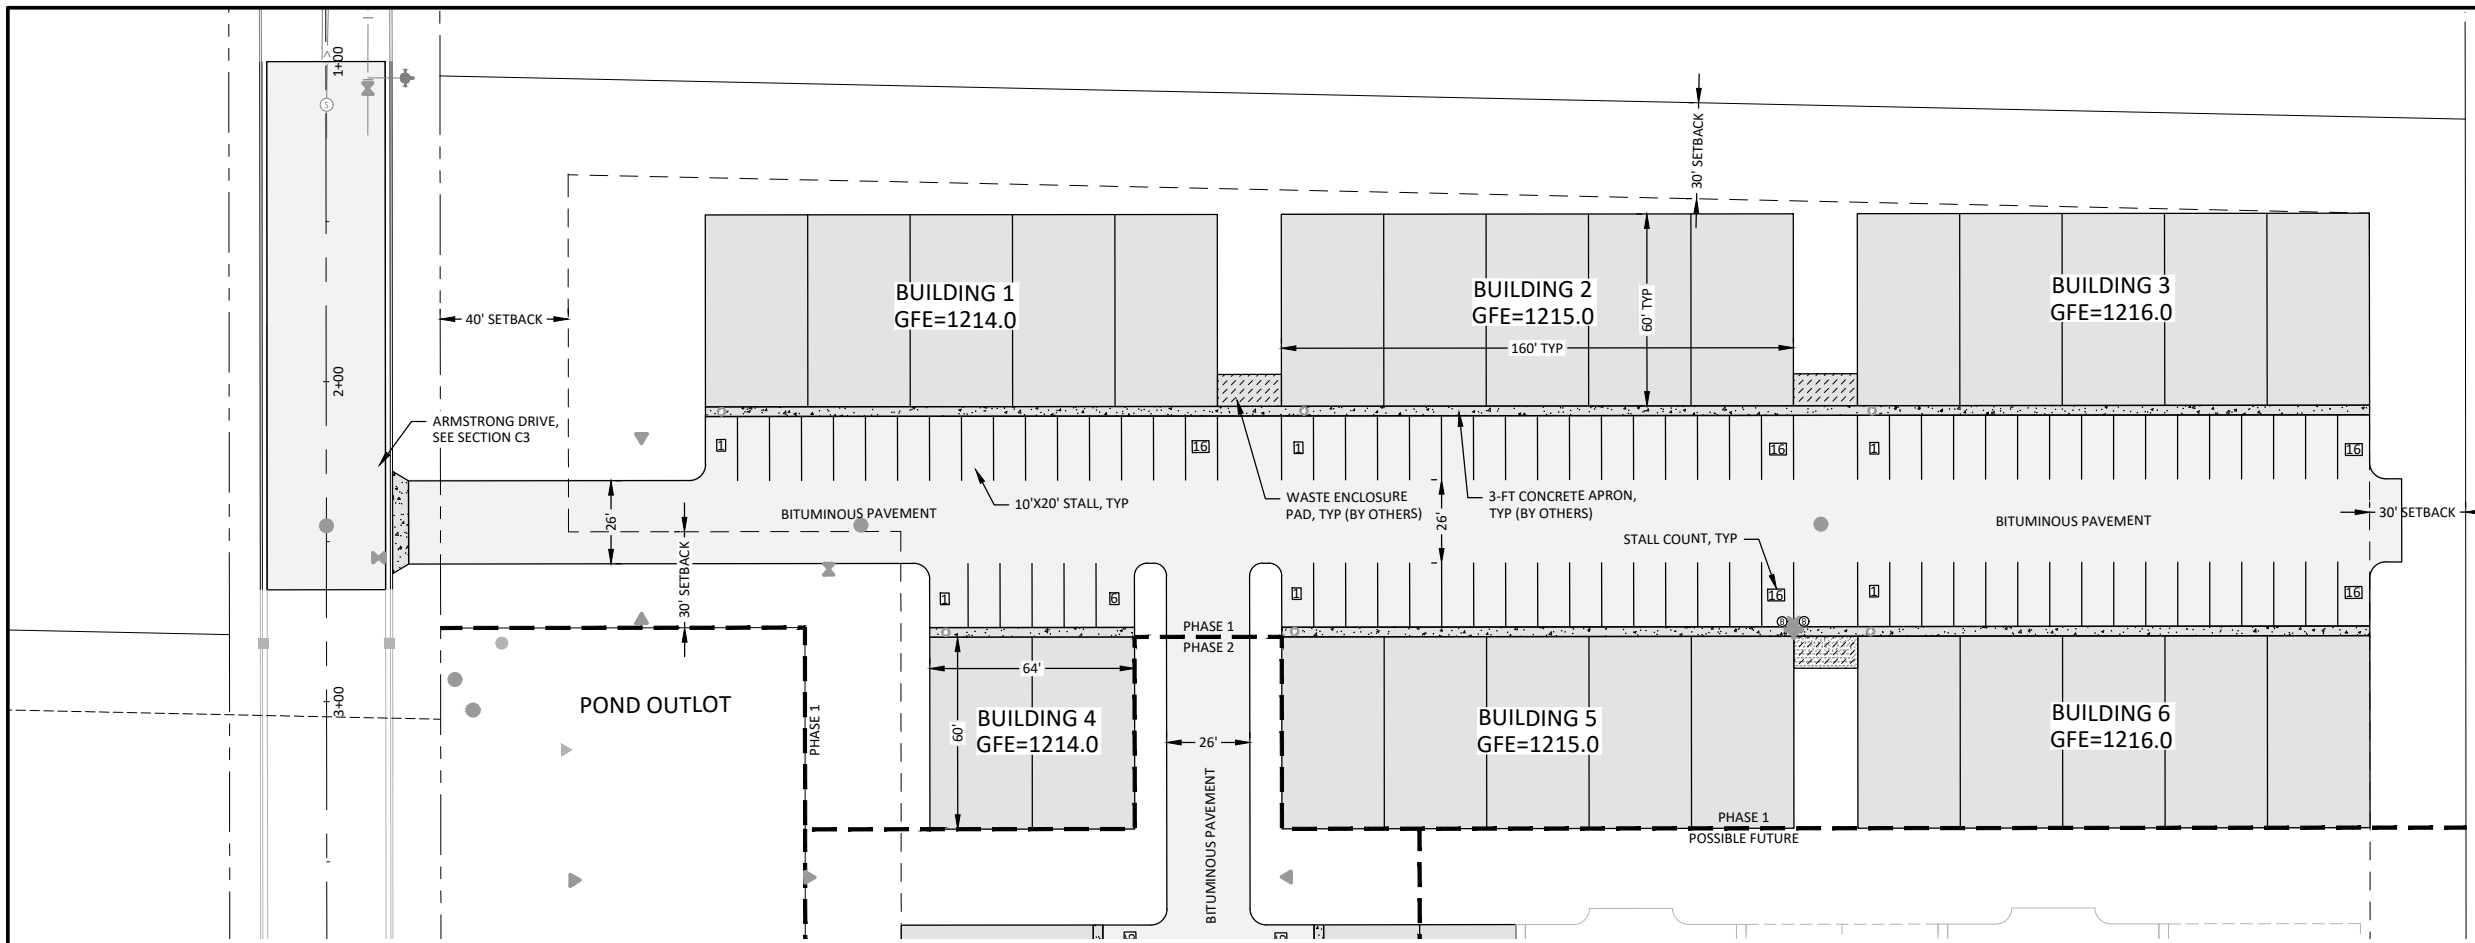 1+00
S
30' SETBACK
BUILDING 1
GFE=1214.0
BUILDING 2
GFE=1215.0
60' TYP
BUILDING 3
GFE=1216.0
40' SETBACK
160' TYP
2+00
ARMSTRONG DRIVE,
SEE SECTION C3
1
16
1
16
1
16
10'X20' STALL, TYP
WASTE ENCLOSURE
PAD, TYP (BY OTHERS)
3-FT CONCRETE APRON,
TYP (BY OTHERS)
26'
BITUMINOUS PAVEMENT
26'
BITUMINOUS PAVEMENT
30' SETBACK
STALL COUNT, TYP
30' SETBACK
1
6
1
16
1
16
PHASE 1
PHASE 2
64'
3+00
POND OUTLOT
PHASE 1
60'
BUILDING 4
GFE=1214.0
26'
BUILDING 5
GFE=1215.0
BUILDING 6
GFE=1216.0
BITUMINOUS PAVEMENT
PHASE 1
POSSIBLE FUTURE